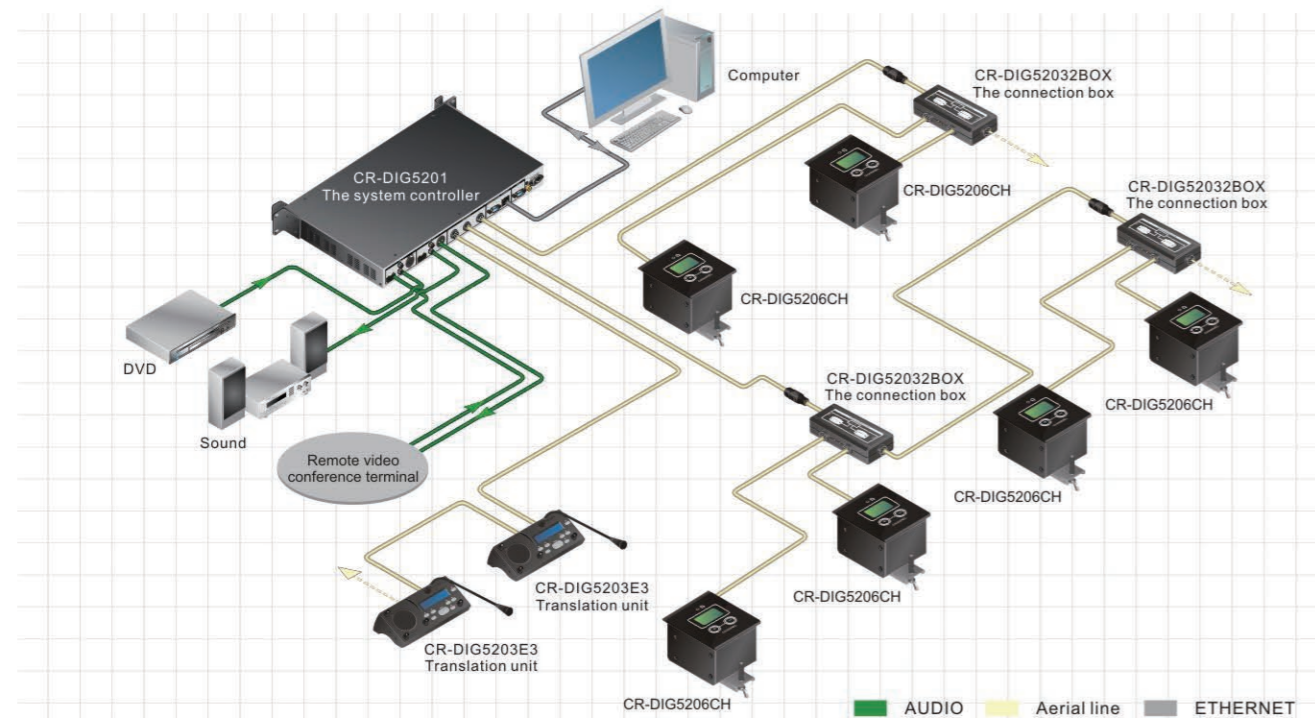 Computer
CR-DIG52032BOX
The connection box
CR-DIG5201
The system controller
CR-DIG5206CH
CR-DIG52032BOX
The connection box
CR-DIG5206CH
DVD
CR-DIG52032BOX
The connection box
CR-DIG5206CH
Sound
Remote video
conference terminal
CR-DIG5206CH
CR-DIG5203E3
Translation unit
CR-DIG5206CH
CR-DIG5203E3
Translation unit
CR-DIG5206CH
AUDIO
Aerial line
ETHERNET